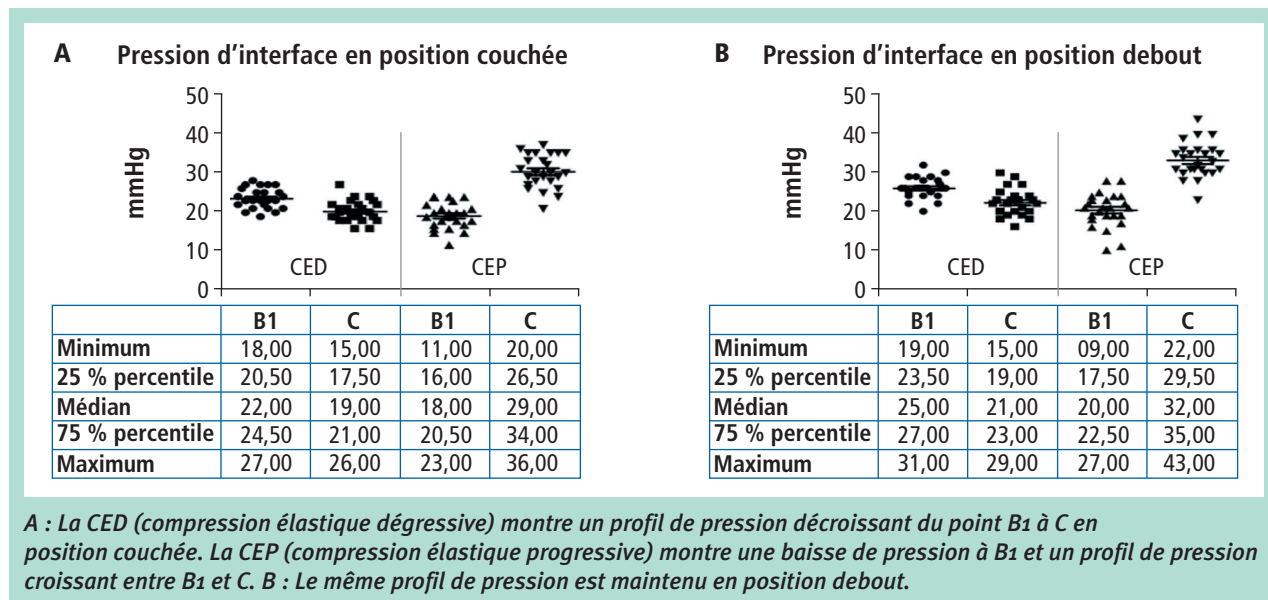 A Pression d'interface en position couchée
50
40
30
20
10
0
mmHg
CED CEP
B1 C B1 C
Minimum 18,00 15,00 11,00 20,00
25 % percentile 20,50 17,50 16,00 26,50
Médian 22,00 19,00 18,00 29,00
75 % percentile 24,50 21,00 20,50 34,00
Maximum 27,00 26,00 23,00 36,00
B Pression d'interface en position debout
50
40
30
20
10
0
mmHg
CED CEP
B1 C B1 C
Minimum 19,00 15,00 09,00 22,00
25 % percentile 23,50 19,00 17,50 29,50
Médian 25,00 21,00 20,00 32,00
75 % percentile 27,00 23,00 22,50 35,00
Maximum 31,00 29,00 27,00 43,00
A : La CED (compression élastique dégressive) montre un profil de pression décroissant du point B1 à C en
position couchée. La CEP (compression élastique progressive) montre une baisse de pression à B1 et un profil de pression
croissant entre B1 et C. B : Le même profil de pression est maintenu en position debout.